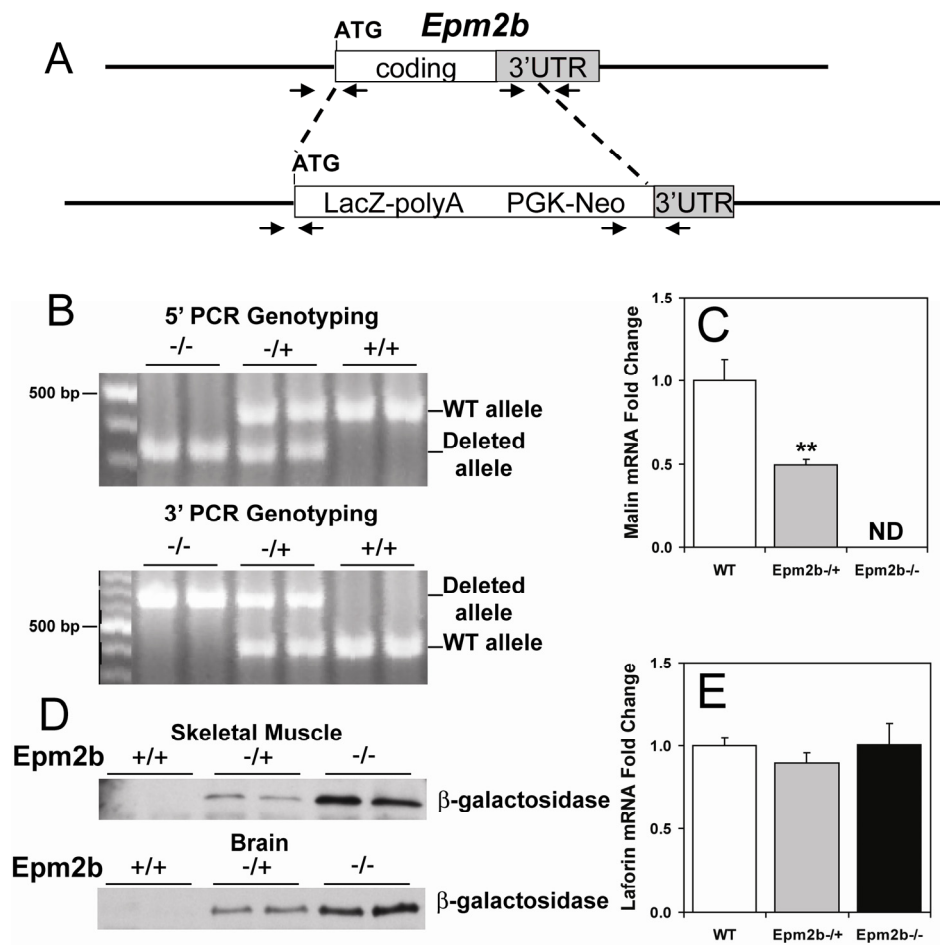 A
ATG
Epm2b
coding
3'UTR
ATG
LacZ-polyA
PGK-Neo
3'UTR
B
5' PCR Genotyping
-/-
-/+
+/+
500 bp
WT allele
Deleted
allele
3' PCR Genotyping
-/-
-/+
+/+
Deleted
allele
500 bp
WT allele
C
Malin mRNA Fold Change
1.5
1.0
0.5
0.0
**
ND
WT
Epm2b-/+
Epm2b-/-
D
Skeletal Muscle
Epm2b
+/+
-/+
-/-
β-galactosidase
Brain
Epm2b
+/+
-/+
-/-
β-galactosidase
E
Laforin mRNA Fold Change
1.5
1.0
0.5
0.0
WT
Epm2b-/+
Epm2b-/-